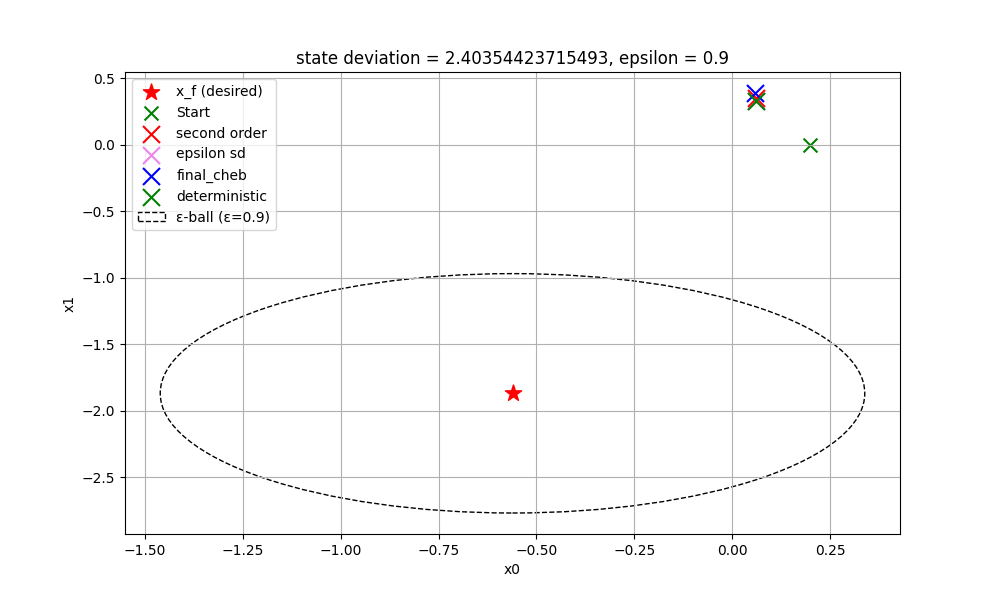 state deviation = 2.40354423715493, epsilon = 0.9
x_f (desired)
Start
second order
epsilon sd
final_cheb
deterministic
ε-ball (ε=0.9)
0.5
0.0
−0.5
−1.0
−1.5
−2.0
−2.5
x1
−1.50
−1.25
−1.00
−0.75
−0.50
−0.25
0.00
0.25
x0